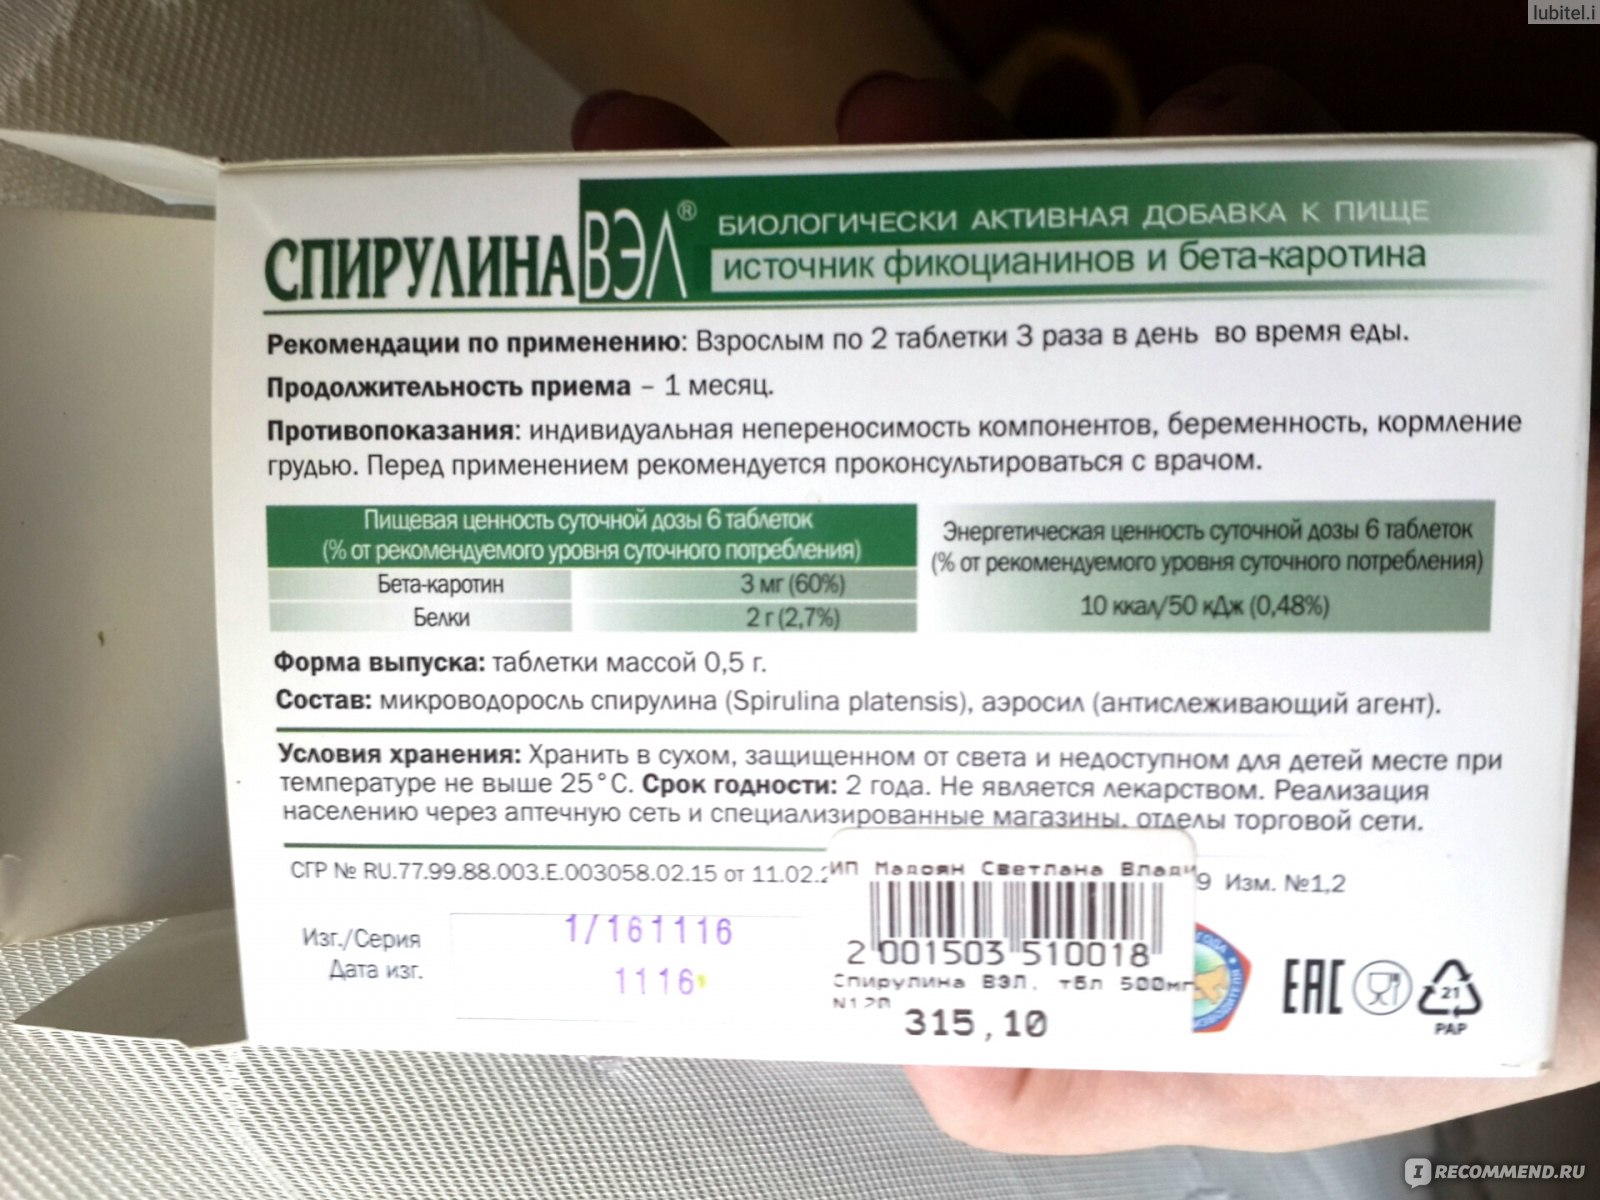 lubitel.i
СПИРУЛИНА ВЭЛ®
БИОЛОГИЧЕСКИ АКТИВНАЯ ДОБАВКА К ПИЩЕ
источник фикоцианинов и бета-каротина
Рекомендации по применению: Взрослым по 2 таблетки 3 раза в день во время еды.
Продолжительность приема – 1 месяц.
Противопоказания: индивидуальная непереносимость компонентов, беременность, кормление
грудью. Перед применением рекомендуется проконсультироваться с врачом.
Пищевая ценность суточной дозы 6 таблеток
(% от рекомендуемого уровня суточного потребления)
Бета-каротин 3 мг (60%)
Белки 2 г (2,7%)
Энергетическая ценность суточной дозы 6 таблеток
(% от рекомендуемого уровня суточного потребления)
10 ккал/50 кДж (0,48%)
Форма выпуска: таблетки массой 0,5 г.
Состав: микроводоросль спирулина (Spirulina platensis), аэросил (антислеживающий агент).
Условия хранения: Хранить в сухом, защищенном от света и недоступном для детей месте при
температуре не выше 25°С. Срок годности: 2 года. Не является лекарством. Реализация
населению через аптечную сеть и специализированные магазины, отделы торговой сети.
СГР № RU.77.99.88.003.Е.003058.02.15 от 11.02.
9 Изм. №1,2
ИП Мадоян Светлана Влади
2 001503 510018
Спирулина ВЭЛ. тбл 500мг
315,10
Изг./Серия 1/161116
Дата изг. 1116
ЕАС
21
PAP
IRECOMMEND.RU